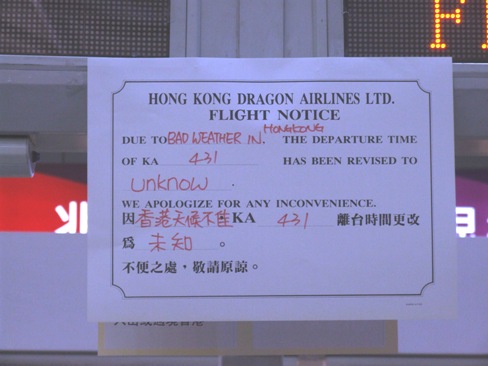 HONG KONG DRAGON AIRLINES LTD.
FLIGHT NOTICE
DUE TO BAD WEATHER IN. HONGKONG THE DEPARTURE TIME
OF KA 431 HAS BEEN REVISED TO
unknow.
WE APOLOGIZE FOR ANY INCONVENIENCE.
因香港天候不佳KA 431 離台時間更改
為 未知 。
不便之處，敬請原諒。